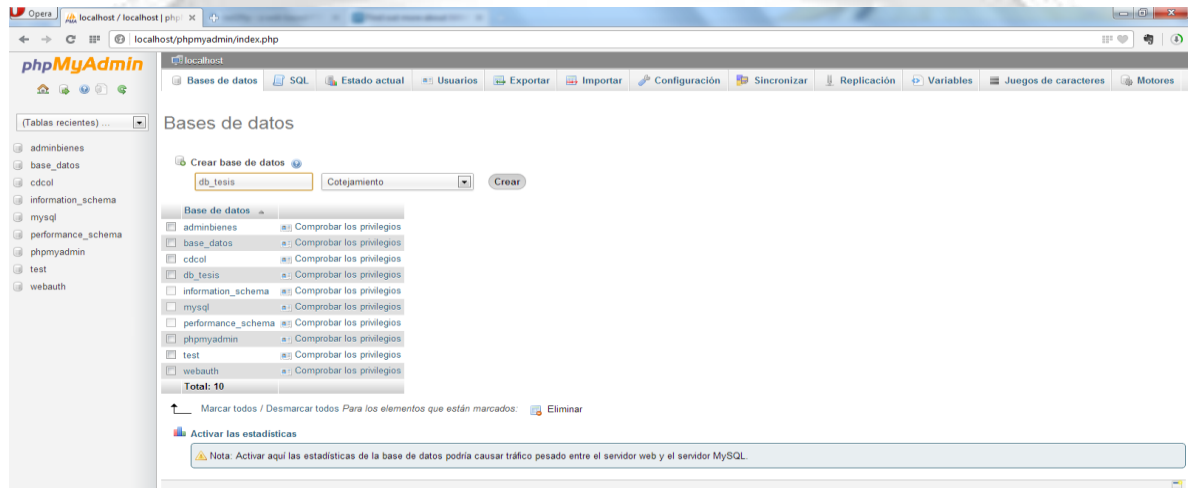 Opera
localhost / localhost | php
localhost/phpmyadmin/index.php
phpMyAdmin
(Tablas recientes) ...
adminbienes
base_datos
cdcol
information_schema
mysql
performance_schema
phpmyadmin
test
webauth
localhost
Bases de datos SQL Estado actual Usuarios Exportar Importar Configuración Sincronizar Replicación Variables Juegos de caracteres Motores
Bases de datos
Crear base de datos
db_tesis Cotejamiento Crear
Base de datos
adminbienes Comprobar los privilegios
base_datos Comprobar los privilegios
cdcol Comprobar los privilegios
db_tesis Comprobar los privilegios
information_schema Comprobar los privilegios
mysql Comprobar los privilegios
performance_schema Comprobar los privilegios
phpmyadmin Comprobar los privilegios
test Comprobar los privilegios
webauth Comprobar los privilegios
Total: 10
Marcar todos / Desmarcar todos Para los elementos que están marcados: Eliminar
Activar las estadísticas
Nota: Activar aquí las estadísticas de la base de datos podría causar tráfico pesado entre el servidor web y el servidor MySQL.